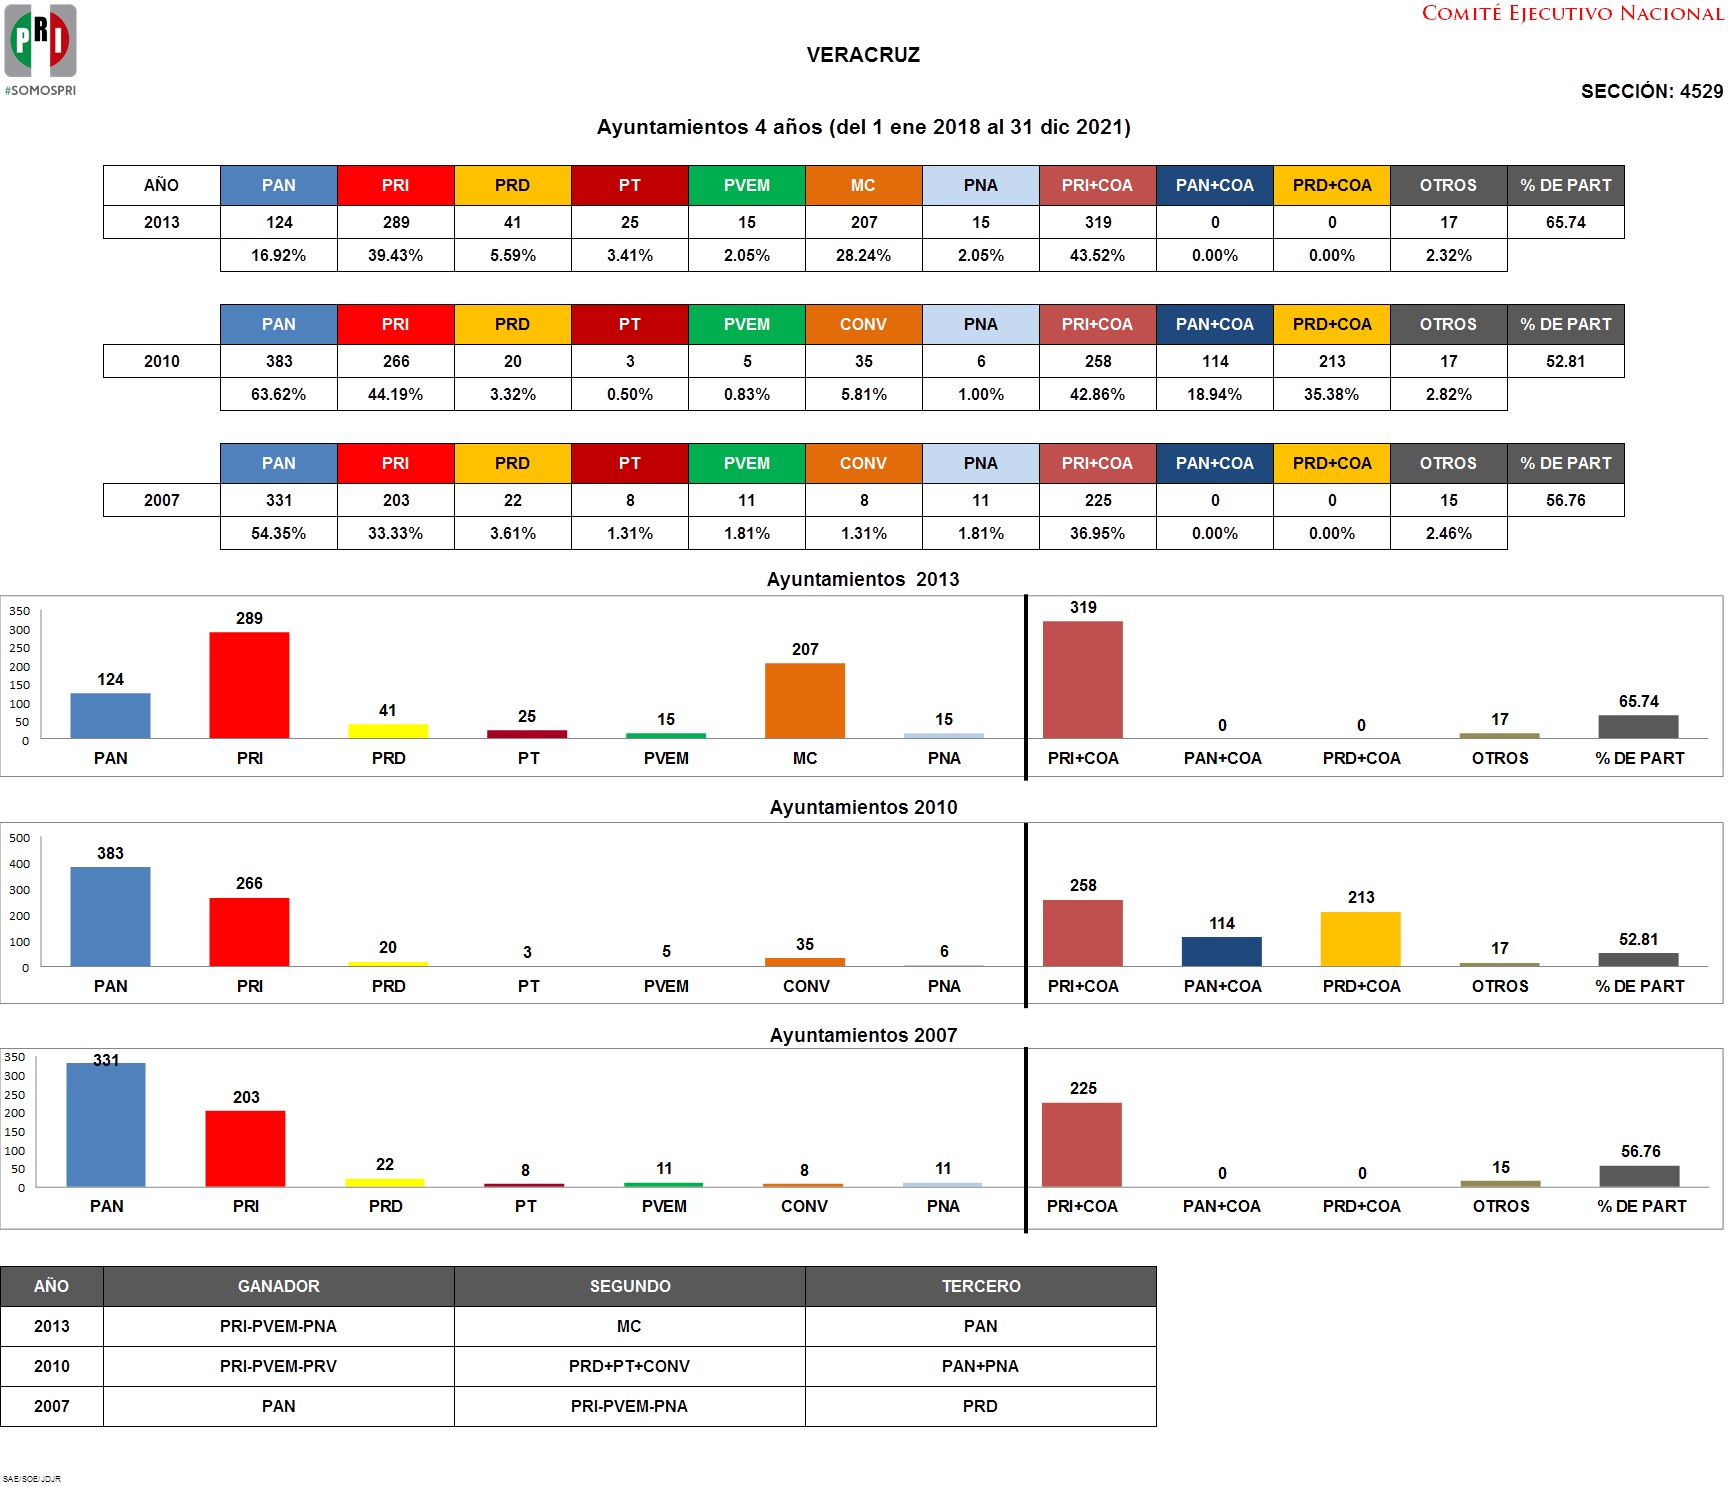 PRI
#SOMOSPRI
COMITÉ EJECUTIVO NACIONAL
VERACRUZ
SECCIÓN: 4529
Ayuntamientos 4 años (del 1 ene 2018 al 31 dic 2021)
AÑO PAN PRI PRD PT PVEM MC PNA PRI+COA PAN+COA PRD+COA OTROS % DE PART
2013 124 289 41 25 15 207 15 319 0 0 17 65.74
16.92% 39.43% 5.59% 3.41% 2.05% 28.24% 2.05% 43.52% 0.00% 0.00% 2.32%
PAN PRI PRD PT PVEM CONV PNA PRI+COA PAN+COA PRD+COA OTROS % DE PART
2010 383 266 20 3 5 35 6 258 114 213 17 52.81
63.62% 44.19% 3.32% 0.50% 0.83% 5.81% 1.00% 42.86% 18.94% 35.38% 2.82%
PAN PRI PRD PT PVEM CONV PNA PRI+COA PAN+COA PRD+COA OTROS % DE PART
2007 331 203 22 8 11 8 11 225 0 0 15 56.76
54.35% 33.33% 3.61% 1.31% 1.81% 1.31% 1.81% 36.95% 0.00% 0.00% 2.46%
Ayuntamientos 2013
350
300
250
200
150
100
50
0
124 289 41 25 15 207 15 319 0 0 17 65.74
PAN PRI PRD PT PVEM MC PNA PRI+COA PAN+COA PRD+COA OTROS % DE PART
Ayuntamientos 2010
500
400
300
200
100
0
383 266 20 3 5 35 6 258 114 213 17 52.81
PAN PRI PRD PT PVEM CONV PNA PRI+COA PAN+COA PRD+COA OTROS % DE PART
Ayuntamientos 2007
350
300
250
200
150
100
50
0
331 203 22 8 11 8 11 225 0 0 15 56.76
PAN PRI PRD PT PVEM CONV PNA PRI+COA PAN+COA PRD+COA OTROS % DE PART
AÑO GANADOR SEGUNDO TERCERO
2013 PRI-PVEM-PNA MC PAN
2010 PRI-PVEM-PRV PRD+PT+CONV PAN+PNA
2007 PAN PRI-PVEM-PNA PRD
SAE/SOE/JDJR